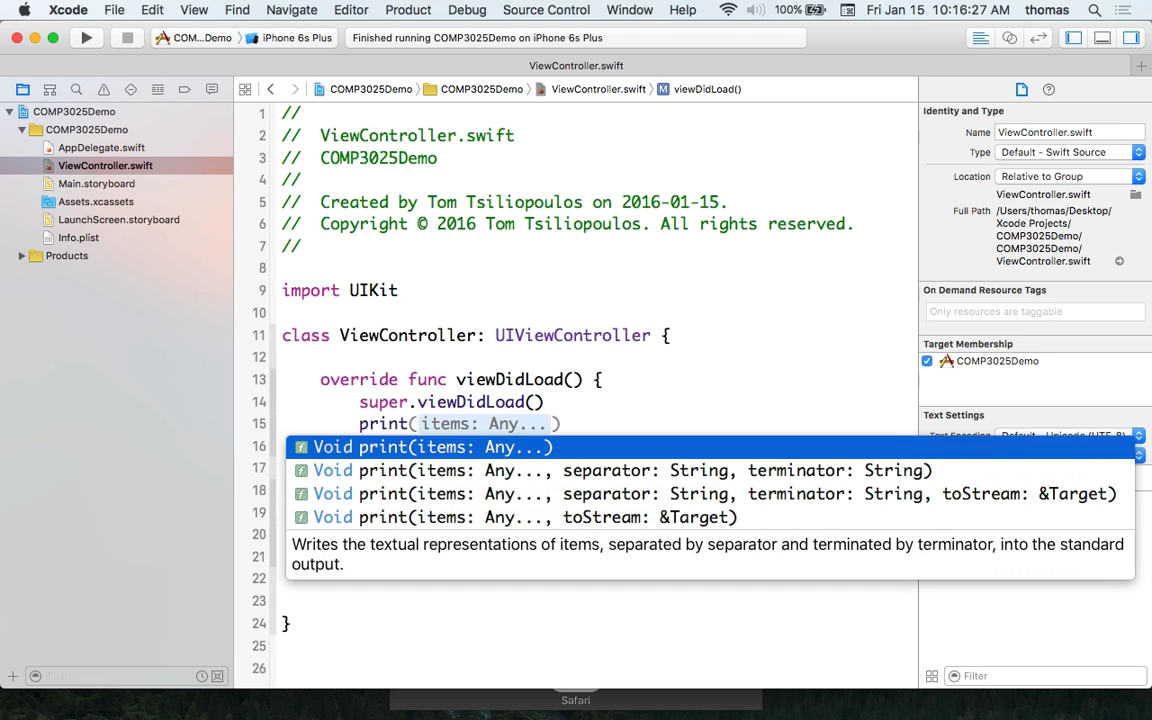 Xcode File Edit View Find Navigate Editor Product Debug Source Control Window Help 100% Fri Jan 15 10:16:27 AM thomas
COM...Demo iPhone 6s Plus Finished running COMP3025Demo on iPhone 6s Plus
ViewController.swift
COMP3025Demo COMP3025Demo ViewController.swift M viewDidLoad()
COMP3025Demo
COMP3025Demo
AppDelegate.swift
ViewController.swift
Main.storyboard
Assets.xcassets
LaunchScreen.storyboard
Info.plist
Products
1 //
2 // ViewController.swift
3 // COMP3025Demo
4 //
5 // Created by Tom Tsiliopoulos on 2016-01-15.
6 // Copyright © 2016 Tom Tsiliopoulos. All rights reserved.
7 //
8
9 import UIKit
10
11 class ViewController: UIViewController {
12
13 override func viewDidLoad() {
14 super.viewDidLoad()
15 print(items: Any...)
16 f Void print(items: Any...)
17 f Void print(items: Any..., separator: String, terminator: String)
18 f Void print(items: Any..., separator: String, terminator: String, toStream: &Target)
19 f Void print(items: Any..., toStream: &Target)
20 Writes the textual representations of items, separated by separator and terminated by terminator, into the standard
21 output.
22
23
24 }
25
26
Identity and Type
Name ViewController.swift
Type Default - Swift Source
Location Relative to Group
ViewController.swift
Full Path /Users/thomas/Desktop/
Xcode Projects/
COMP3025Demo/
COMP3025Demo/
ViewController.swift
On Demand Resource Tags
Only resources are taggable
Target Membership
COMP3025Demo
Text Settings
Filter
Safari